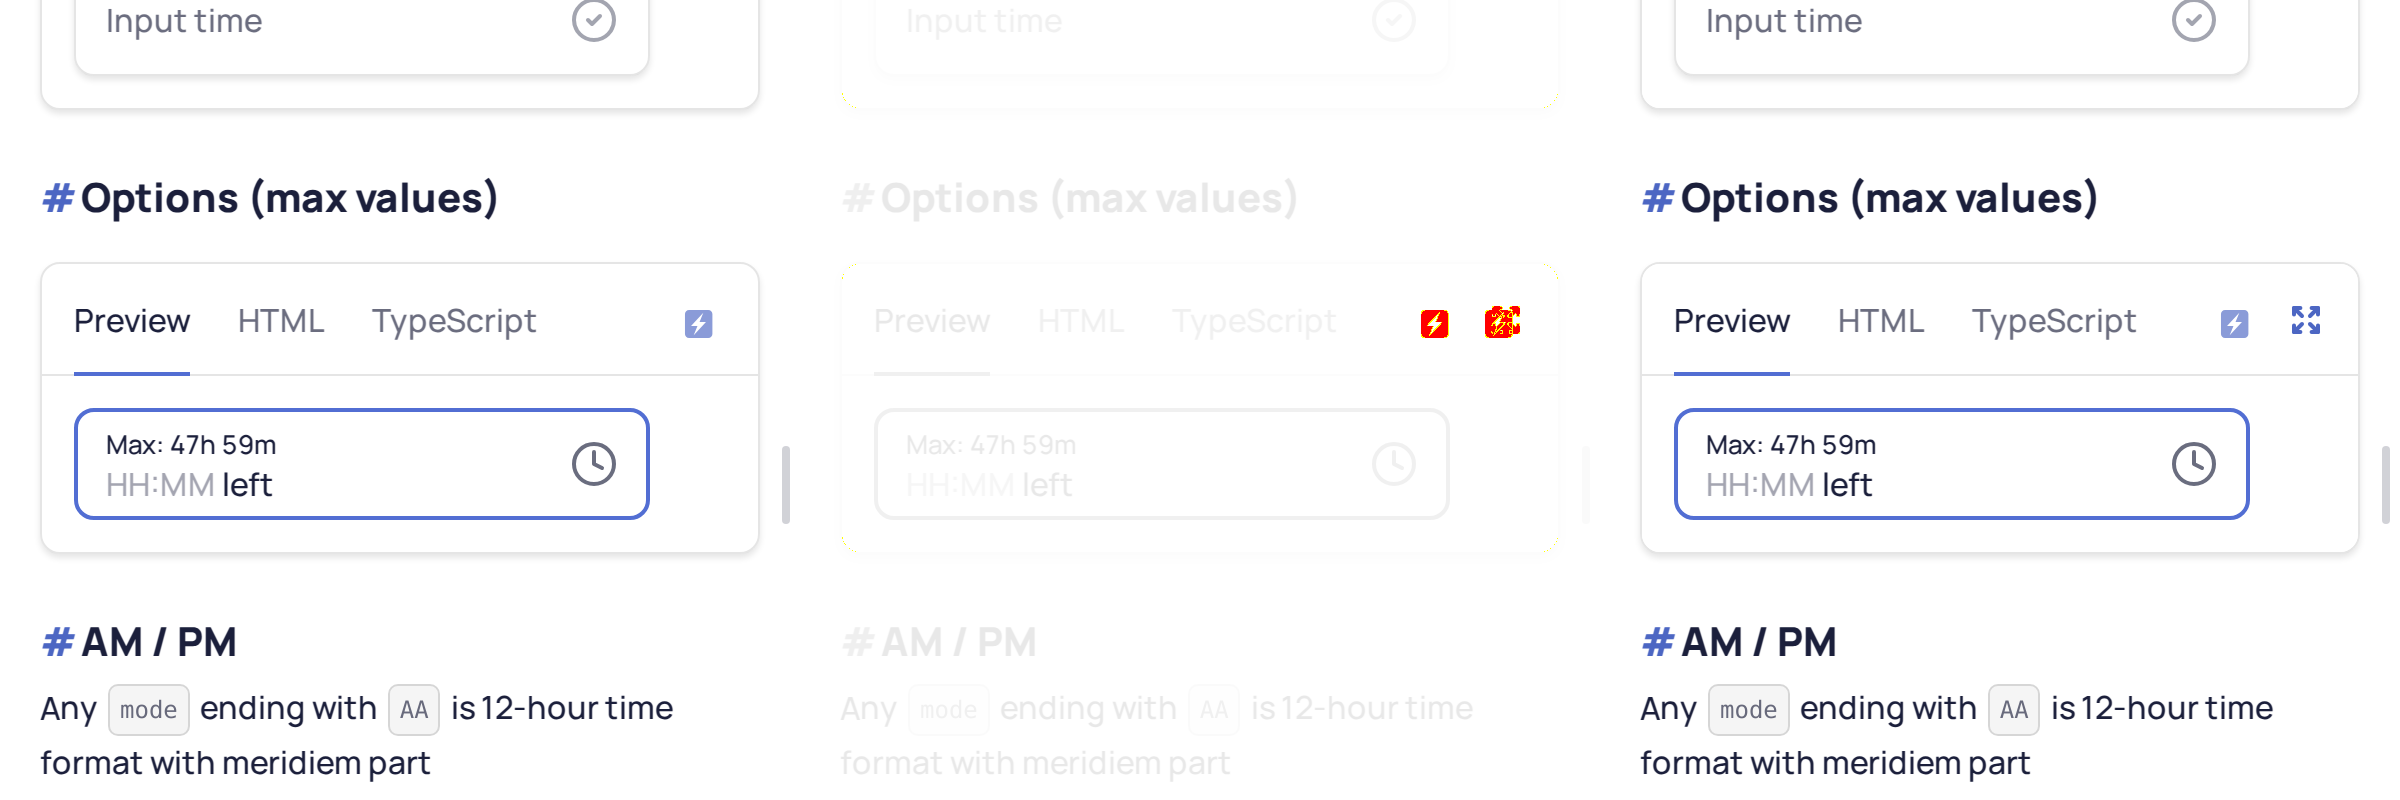 Input time
# Options (max values)
Preview HTML TypeScript
Max: 47h 59m
HH:MM left
# AM / PM
Any mode ending with AA is 12-hour time
format with meridiem part
Input time
# Options (max values)
Preview HTML TypeScript
Max: 47h 59m
HH:MM left
# AM / PM
Any mode ending with AA is 12-hour time
format with meridiem part
Input time
# Options (max values)
Preview HTML TypeScript
Max: 47h 59m
HH:MM left
# AM / PM
Any mode ending with AA is 12-hour time
format with meridiem part